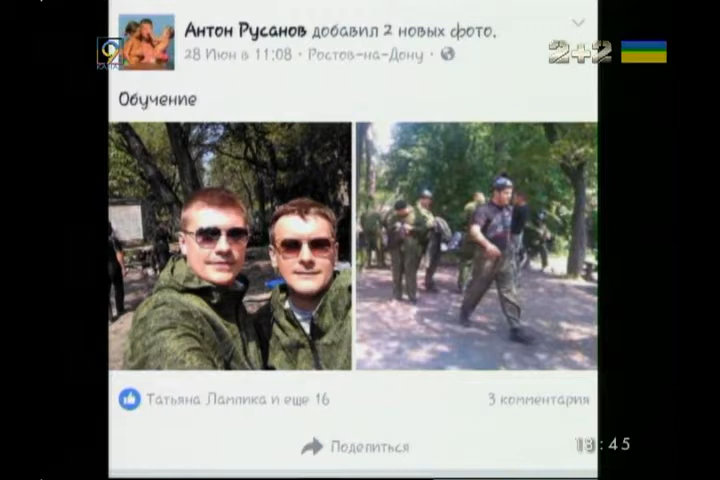 Антон Русанов добавил 2 новых фото.
28 Июн в 11:08 · Ростов-на-Дону ·
2+2
Обучение
Татьяна Лаплика и еще 16
3 комментария
Поделиться
18:45